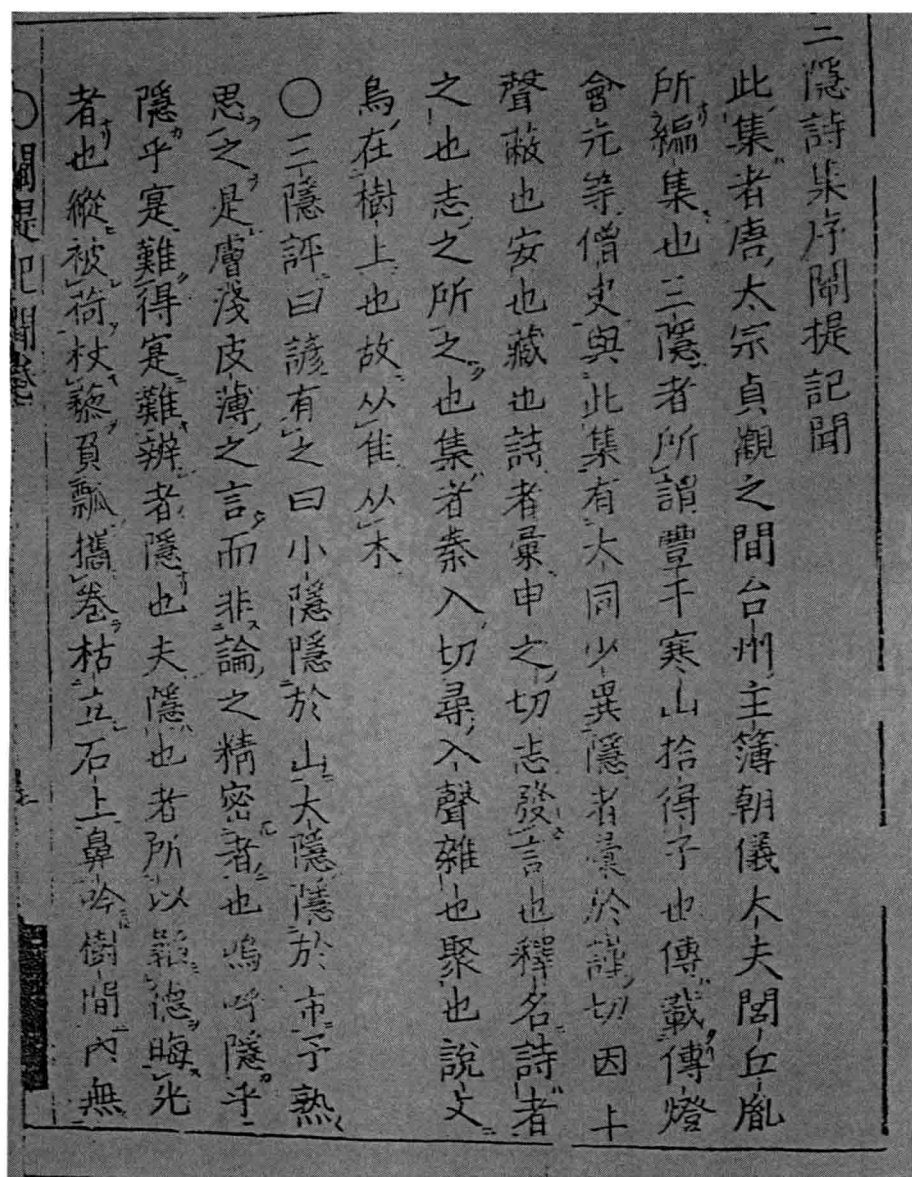 三隱詩集序闡提記聞
此集者唐太宗貞觀之間台州主簿朝儀大夫閭丘胤
所編集也三隱者所謂豐干寒山拾得子也傳載傳燈
會元等僧史與此集有大同少異隱者彙於謹切因上
聲蔽也安也藏也詩者彙申之切志發言也釋名詩者
之也志之所之也集者秦入切尋入聲雜也聚也說文
鳥在樹上也故从隹从木
〇三隱評曰諺有之曰小隱隱於山大隱隱於市予熟
思之是膚淺皮薄之言而非論之精密者也嗚呼隱乎
隱乎寔難得寔難辨者隱也夫隱也者所以韜德晦光
者也縱被荷杖藜負瓢攜卷枯立石上鼻吟樹間內無